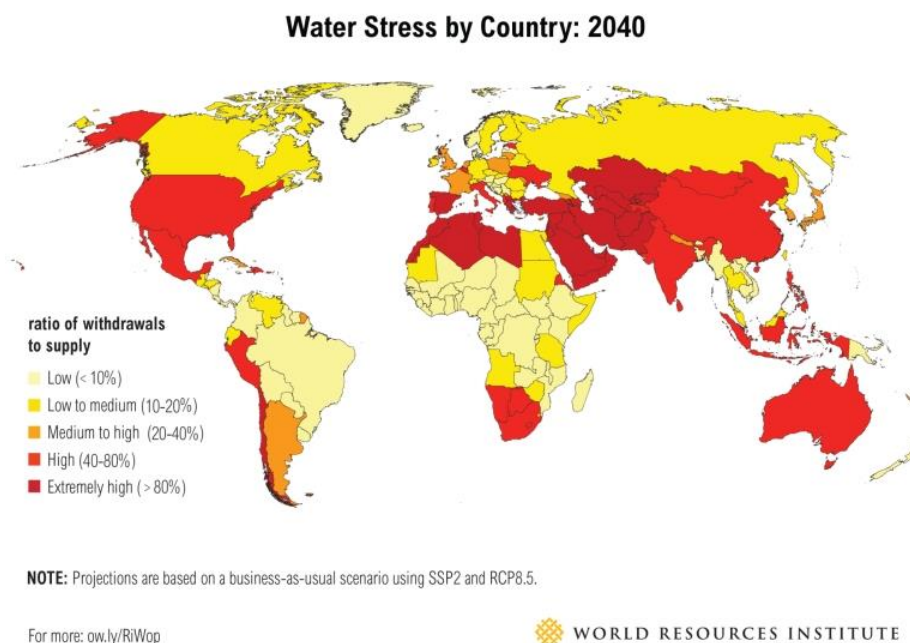 Water Stress by Country: 2040
ratio of withdrawals
to supply
Low (< 10%)
Low to medium (10-20%)
Medium to high (20-40%)
High (40-80%)
Extremely high (> 80%)
NOTE: Projections are based on a business-as-usual scenario using SSP2 and RCP8.5.
For more: ow.ly/RiWop
WORLD RESOURCES INSTITUTE